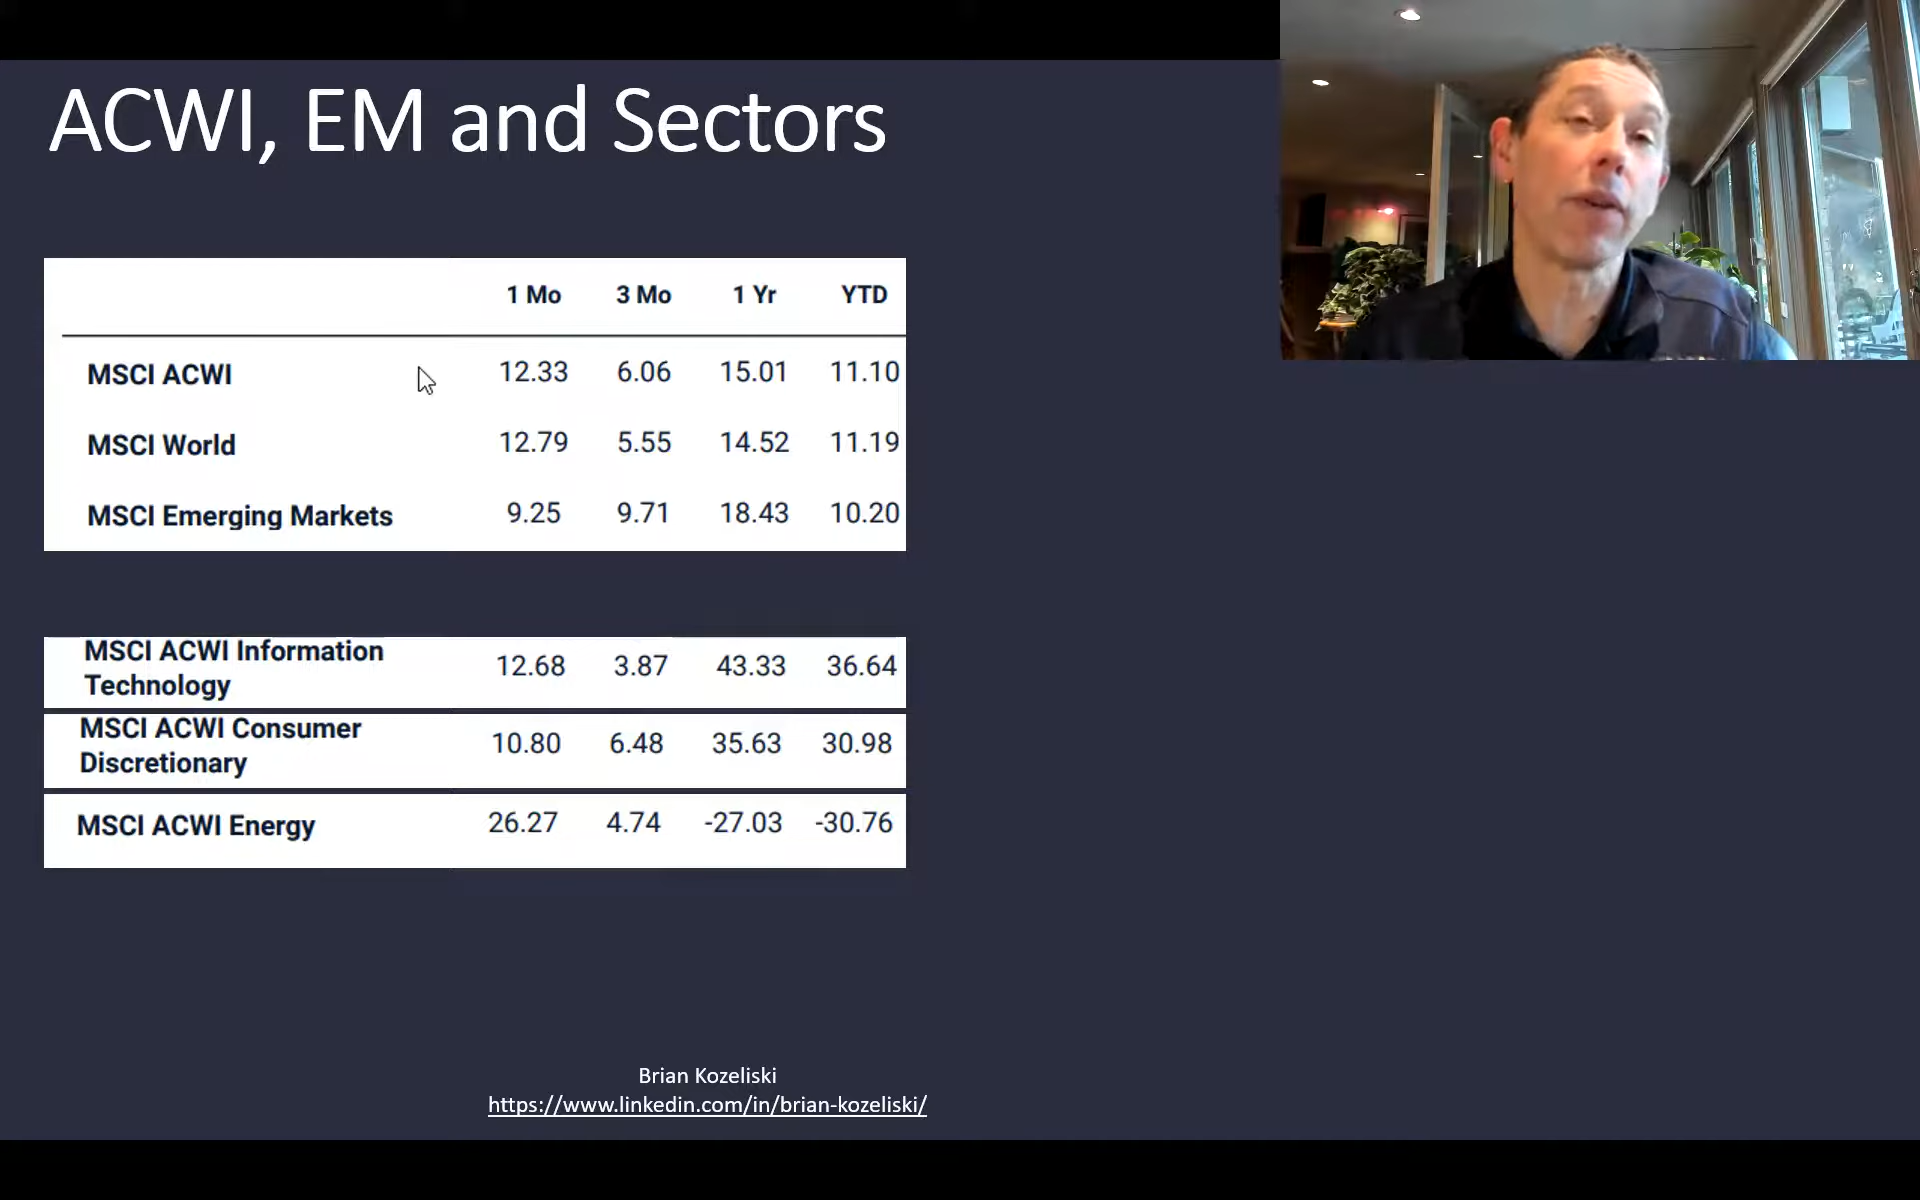 ACWI, EM and Sectors
1 Mo 3 Mo 1 Yr YTD
MSCI ACWI 12.33 6.06 15.01 11.10
MSCI World 12.79 5.55 14.52 11.19
MSCI Emerging Markets 9.25 9.71 18.43 10.20
MSCI ACWI Information
Technology 12.68 3.87 43.33 36.64
MSCI ACWI Consumer
Discretionary 10.80 6.48 35.63 30.98
MSCI ACWI Energy 26.27 4.74 -27.03 -30.76
Brian Kozeliski
https://www.linkedin.com/in/brian-kozeliski/